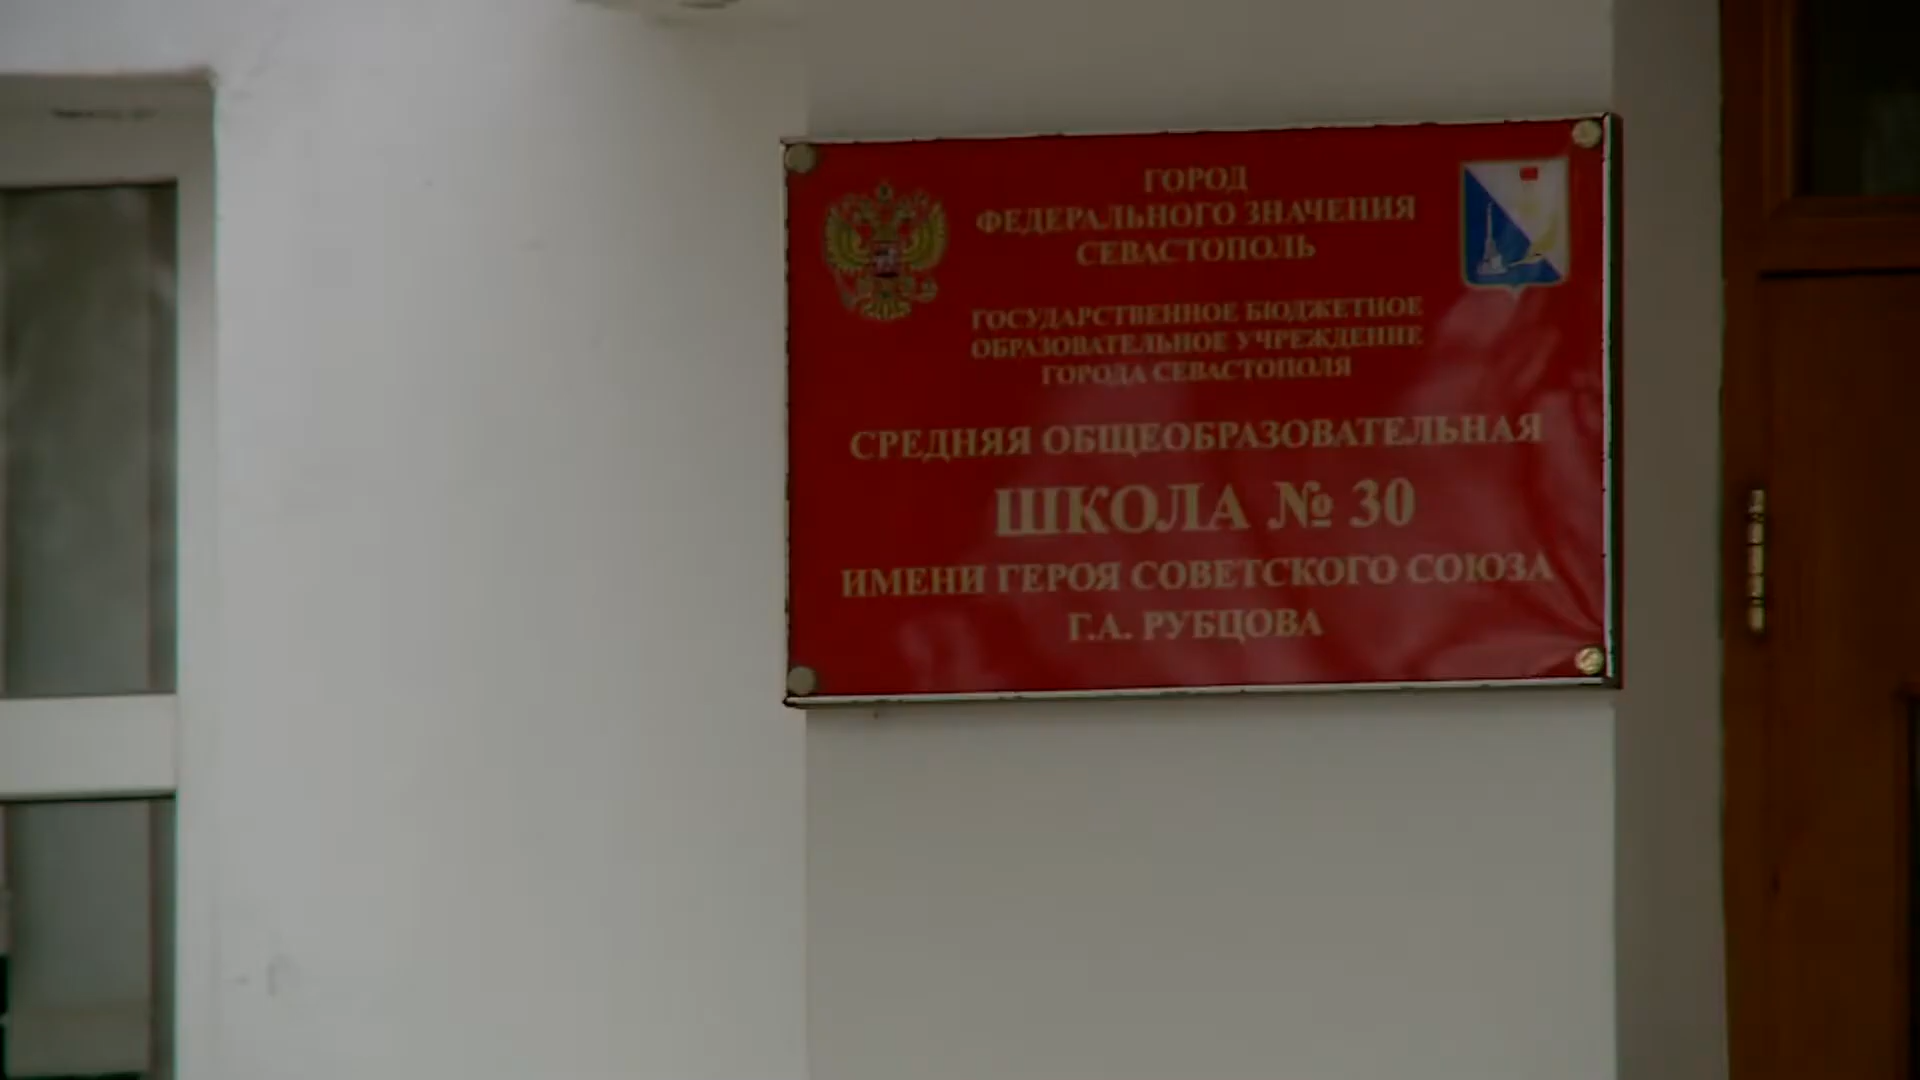 ГОРОД
ФЕДЕРАЛЬНОГО ЗНАЧЕНИЯ
СЕВАСТОПОЛЬ
ГОСУДАРСТВЕННОЕ БЮДЖЕТНОЕ
ОБРАЗОВАТЕЛЬНОЕ УЧРЕЖДЕНИЕ
ГОРОДА СЕВАСТОПОЛЯ
СРЕДНЯЯ ОБЩЕОБРАЗОВАТЕЛЬНАЯ
ШКОЛА № 30
ИМЕНИ ГЕРОЯ СОВЕТСКОГО СОЮЗА
Г.А. РУБЦОВА